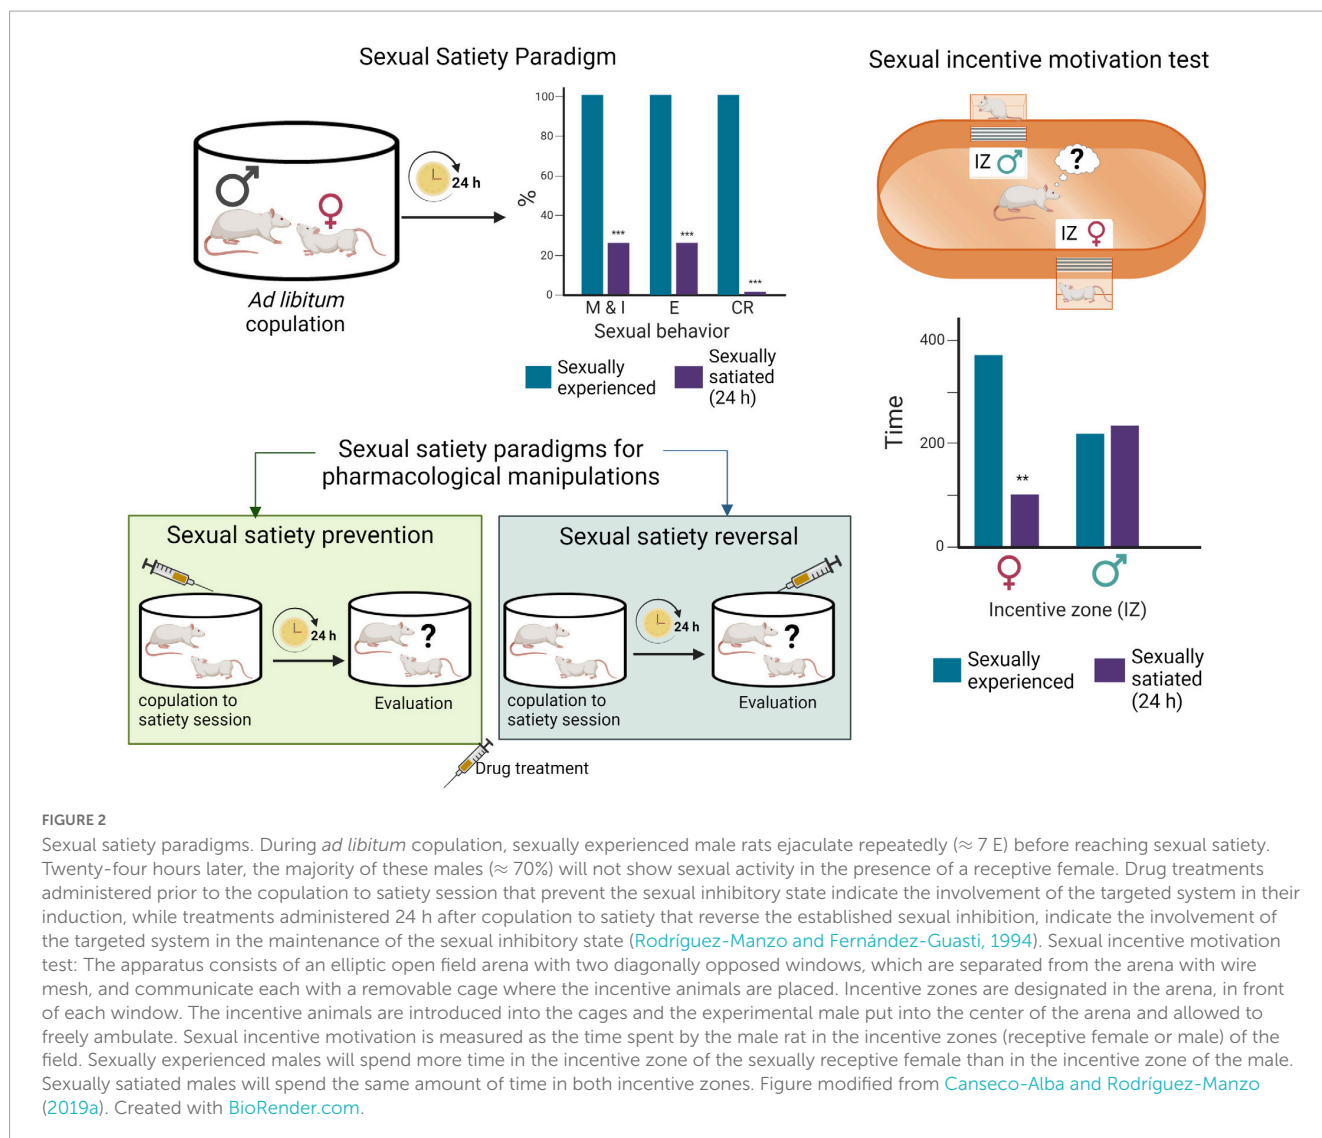 Sexual Satiety Paradigm
♂
♀
24 h
Ad libitum
copulation
%
100
80
60
40
20
0
***
***
***
M & I
E
CR
Sexual behavior
Sexually
experienced
Sexually
satiated
(24 h)
Sexual incentive motivation test
IZ ♂
?
IZ ♀
Time
400
200
0
**
♀
♂
Incentive zone (IZ)
Sexually
experienced
Sexually
satiated
(24 h)
Sexual satiety paradigms for
pharmacological manipulations
Sexual satiety prevention
24 h
?
copulation to
satiety session
Evaluation
Sexual satiety reversal
24 h
?
copulation to
satiety session
Evaluation
Drug treatment
FIGURE 2
Sexual satiety paradigms. During ad libitum copulation, sexually experienced male rats ejaculate repeatedly (≈ 7 E) before reaching sexual satiety.
Twenty-four hours later, the majority of these males (≈ 70%) will not show sexual activity in the presence of a receptive female. Drug treatments
administered prior to the copulation to satiety session that prevent the sexual inhibitory state indicate the involvement of the targeted system in their
induction, while treatments administered 24 h after copulation to satiety that reverse the established sexual inhibition, indicate the involvement of
the targeted system in the maintenance of the sexual inhibitory state (Rodríguez-Manzo and Fernández-Guasti, 1994). Sexual incentive motivation
test: The apparatus consists of an elliptic open field arena with two diagonally opposed windows, which are separated from the arena with wire
mesh, and communicate each with a removable cage where the incentive animals are placed. Incentive zones are designated in the arena, in front
of each window. The incentive animals are introduced into the cages and the experimental male put into the center of the arena and allowed to
freely ambulate. Sexual incentive motivation is measured as the time spent by the male rat in the incentive zones (receptive female or male) of the
field. Sexually experienced males will spend more time in the incentive zone of the sexually receptive female than in the incentive zone of the male.
Sexually satiated males will spend the same amount of time in both incentive zones. Figure modified from Canseco-Alba and Rodríguez-Manzo
(2019a). Created with BioRender.com.